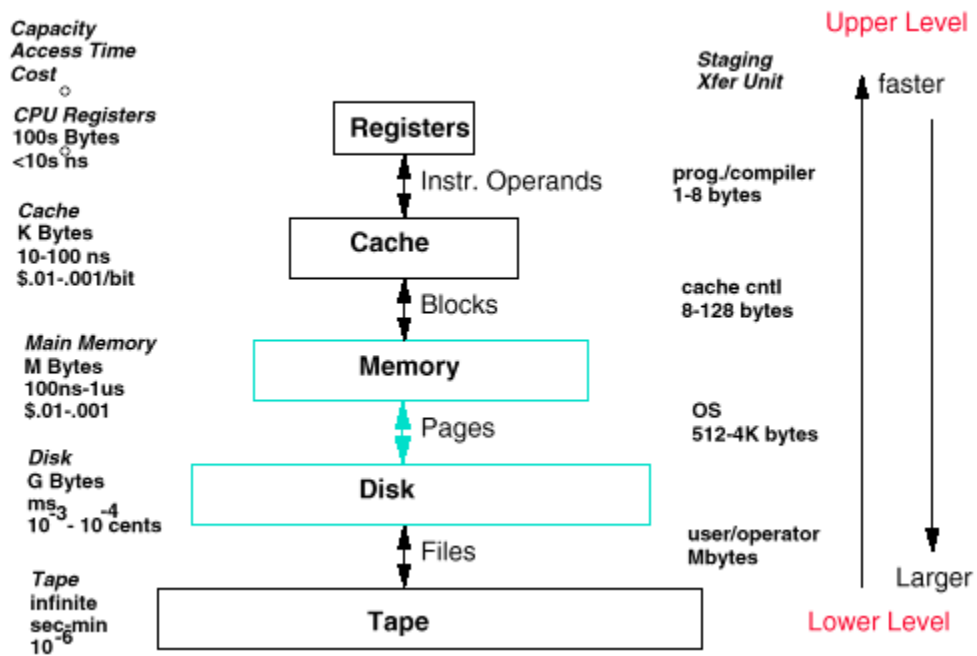 Capacity
Access Time
Cost
CPU Registers
100s Bytes
<10s ns
Cache
K Bytes
10-100 ns
$.01-.001/bit
Main Memory
M Bytes
100ns-1us
$.01-.001
Disk
G Bytes
ms
10-3 - 10-4 cents
Tape
infinite
sec-min
10-6
Registers
Instr. Operands
Cache
Blocks
Memory
Pages
Disk
Files
Tape
Staging
Xfer Unit
prog./compiler
1-8 bytes
cache cntl
8-128 bytes
OS
512-4K bytes
user/operator
Mbytes
Upper Level
faster
Larger
Lower Level